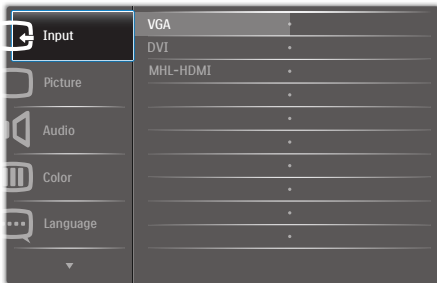 Input
Picture
Audio
Color
Language
VGA
DVI
MHL-HDMI